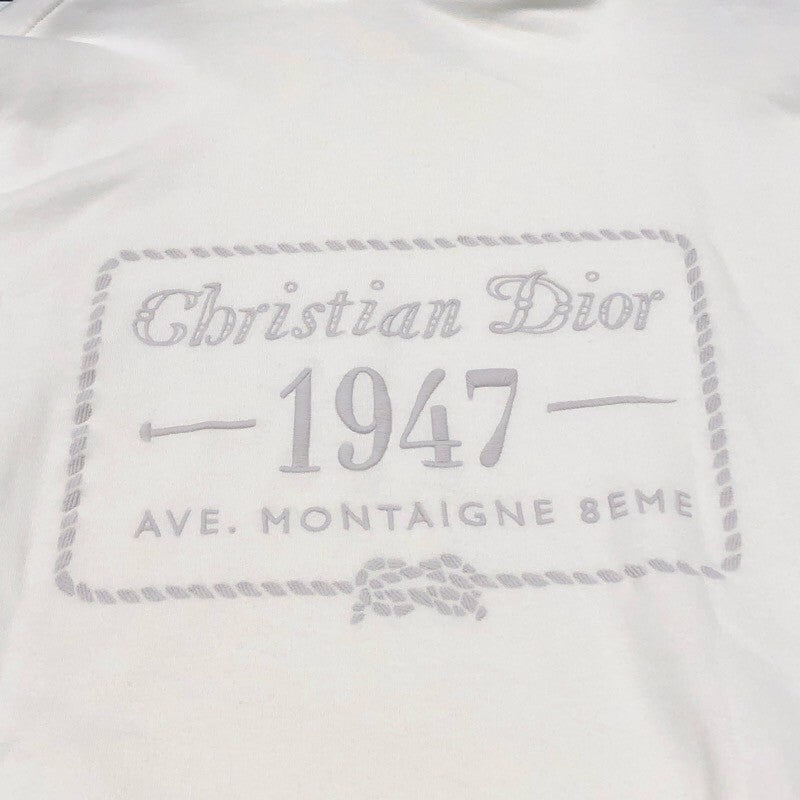 Christian Dior
1947
AVE. MONTAIGNE 8EME